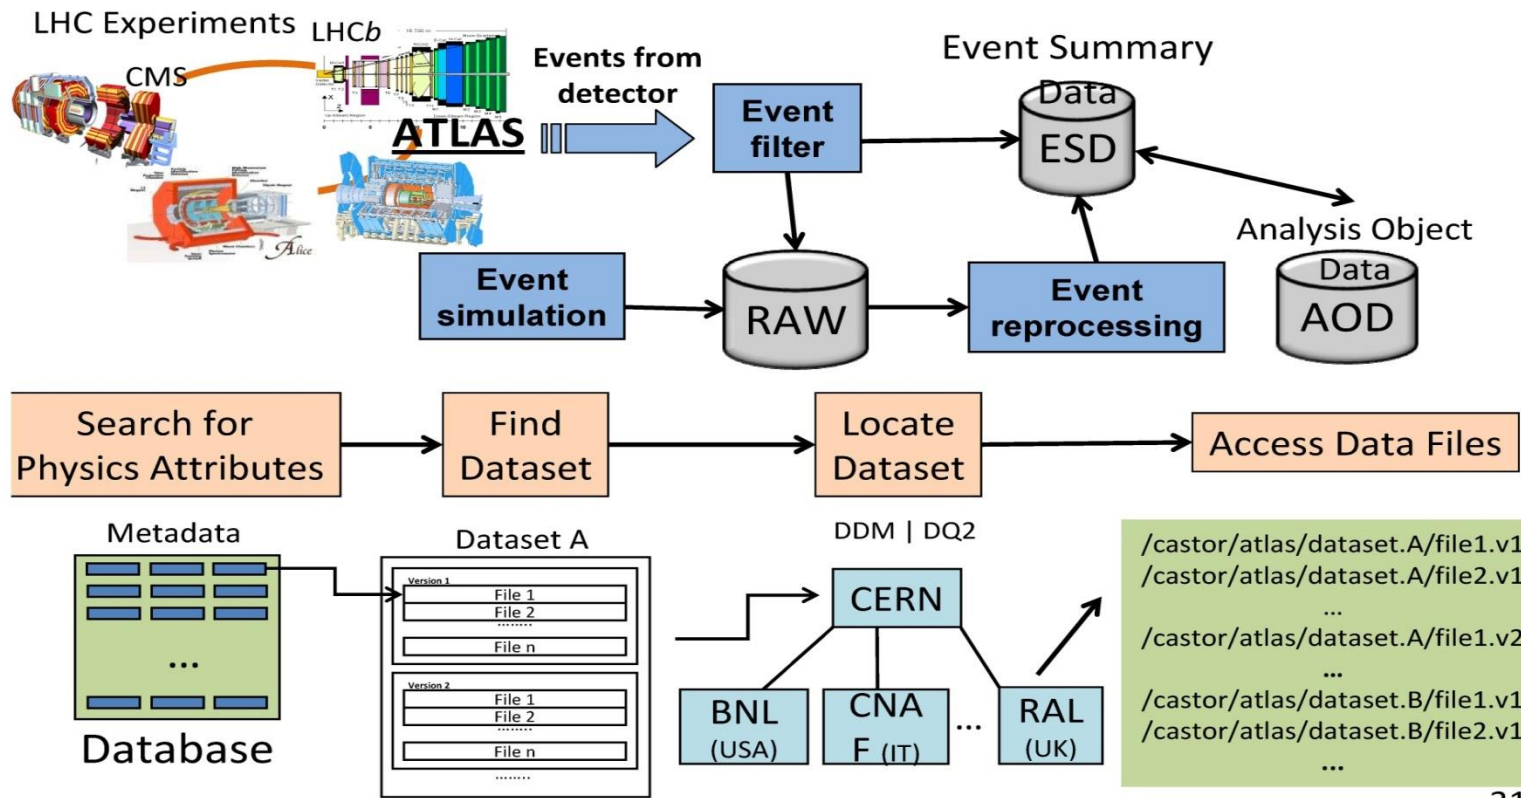 LHC Experiments
LHCb
CMS
ATLAS
Alice
Events from
detector
Event
filter
Event Summary
Data
ESD
Analysis Object
Data
AOD
Event
simulation
RAW
Event
reprocessing
Search for
Physics Attributes
Find
Dataset
Locate
Dataset
Access Data Files
Metadata
...
Database
Dataset A
Version 1
File 1
File 2
........
File n
Version 2
File 1
File 2
........
File n
........
DDM | DQ2
CERN
BNL
(USA)
CNA
F (IT)
...
RAL
(UK)
/castor/atlas/dataset.A/file1.v1
/castor/atlas/dataset.A/file2.v1
...
/castor/atlas/dataset.A/file1.v2
...
/castor/atlas/dataset.B/file1.v1
/castor/atlas/dataset.B/file2.v1
...